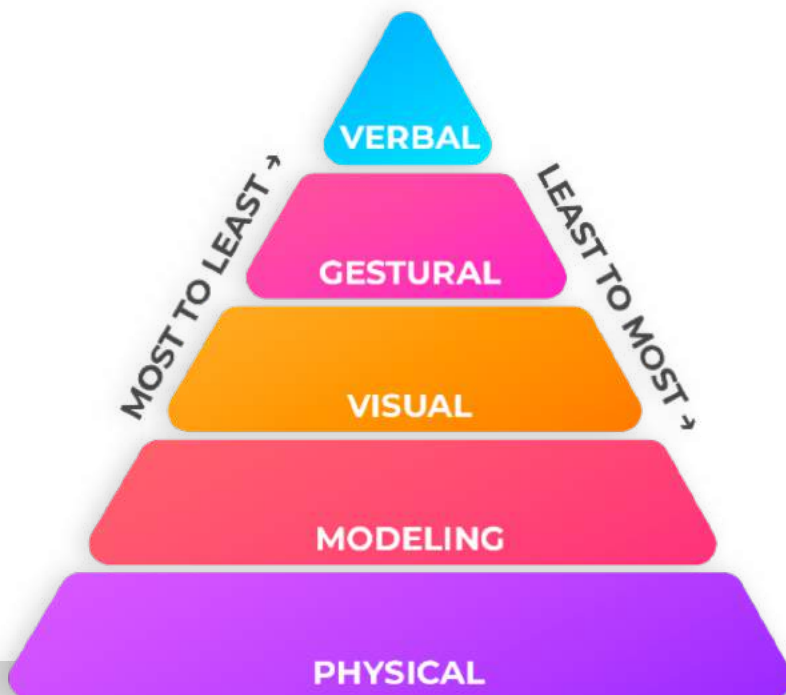 VERBAL
MOST TO LEAST →
LEAST TO MOST →
GESTURAL
VISUAL
MODELING
PHYSICAL